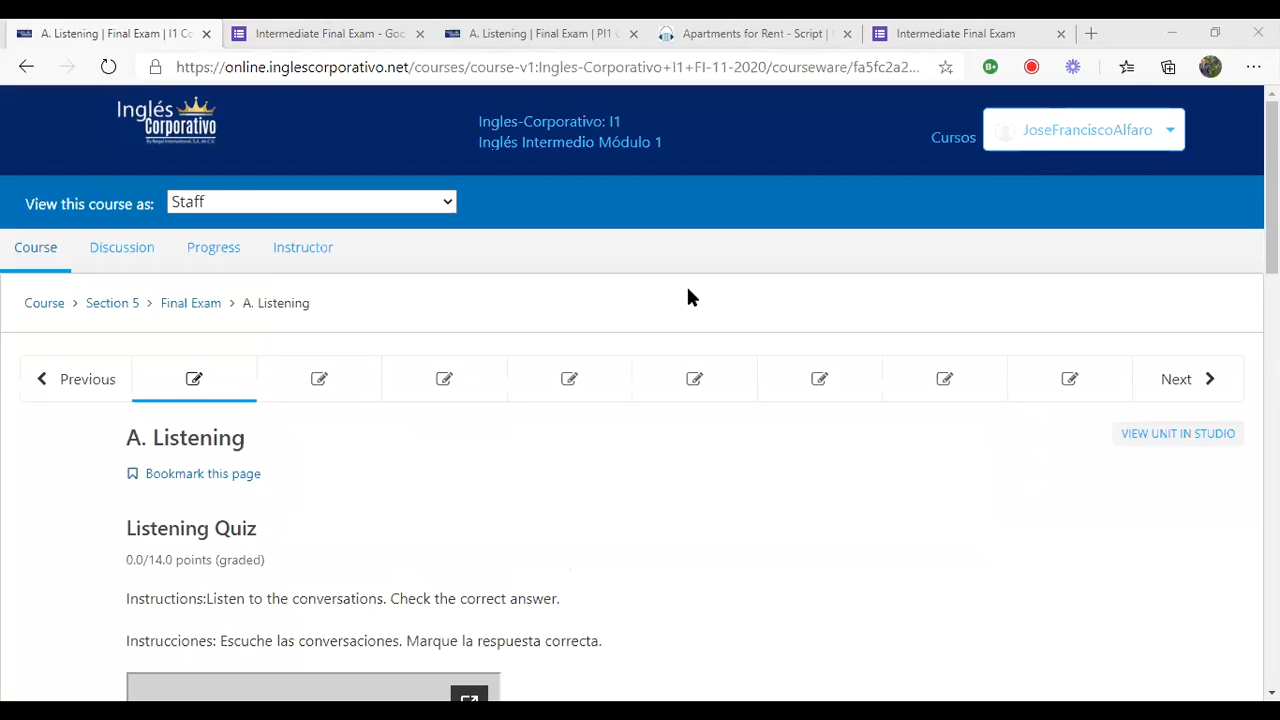 A. Listening | Final Exam | I1 Co
Intermediate Final Exam - Goo
A. Listening | Final Exam | PI1
Apartments for Rent - Script |
Intermediate Final Exam
https://online.inglescorporativo.net/courses/course-v1:Ingles-Corporativo+I1+FI-11-2020/courseware/fa5fc2a2...
Inglés
Corporativo
By Regal International, S.A. de C.V.
Ingles-Corporativo: I1
Inglés Intermedio Módulo 1
Cursos
JoseFranciscoAlfaro
View this course as:
Staff
Course
Discussion
Progress
Instructor
Course > Section 5 > Final Exam > A. Listening
Previous
Next
A. Listening
VIEW UNIT IN STUDIO
Bookmark this page
Listening Quiz
0.0/14.0 points (graded)
Instructions:Listen to the conversations. Check the correct answer.
Instrucciones: Escuche las conversaciones. Marque la respuesta correcta.